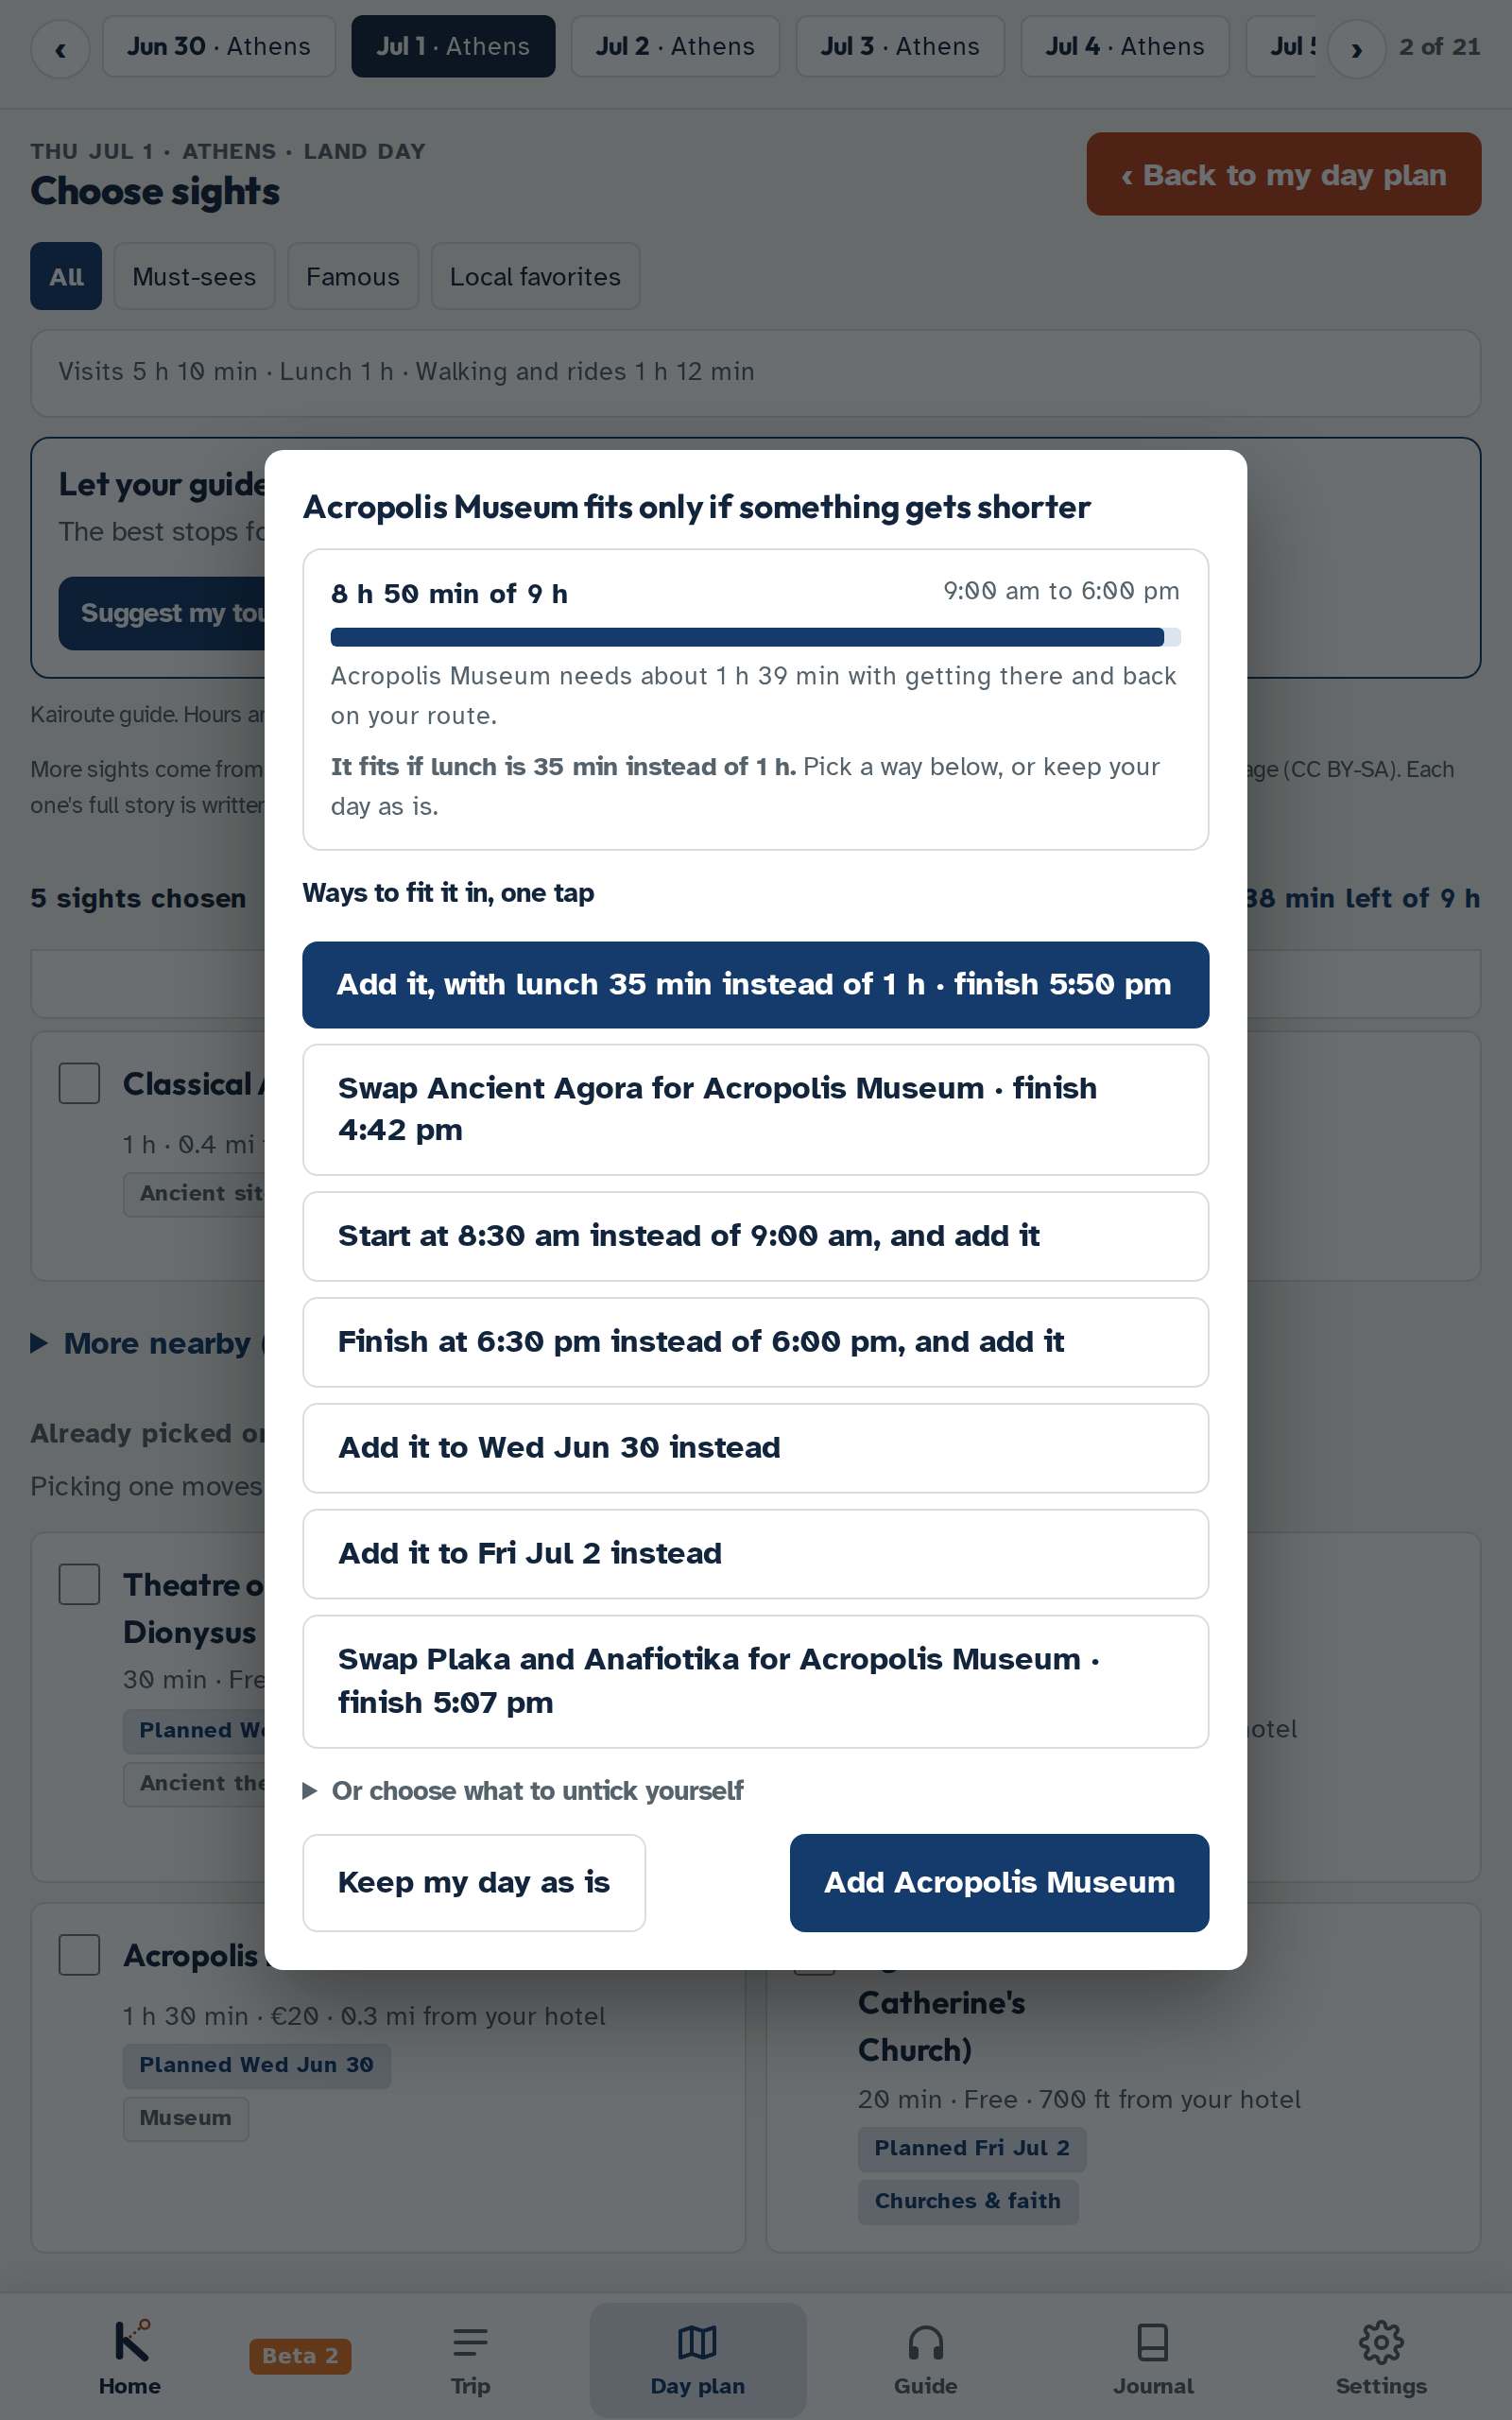 ‹
Jun 30 · Athens
Jul 1 · Athens
Jul 2 · Athens
Jul 3 · Athens
Jul 4 · Athens
Jul
›
2 of 21
THU JUL 1 · ATHENS · LAND DAY
Choose sights
‹ Back to my day plan
All
Must-sees
Famous
Local favorites
Visits 5 h 10 min · Lunch 1 h · Walking and rides 1 h 12 min
Let your guide
The best stops
Suggest my
Kairoute guide. Hours
More sights come from
(CC BY-SA). Each
one's full story is written
5 sights chosen
38 min left of 9 h
Acropolis Museum fits only if something gets shorter
8 h 50 min of 9 h
9:00 am to 6:00 pm
Acropolis Museum needs about 1 h 39 min with getting there and back
on your route.
It fits if lunch is 35 min instead of 1 h. Pick a way below, or keep your
day as is.
Ways to fit it in, one tap
Add it, with lunch 35 min instead of 1 h · finish 5:50 pm
Swap Ancient Agora for Acropolis Museum · finish
4:42 pm
Start at 8:30 am instead of 9:00 am, and add it
Finish at 6:30 pm instead of 6:00 pm, and add it
Add it to Wed Jun 30 instead
Add it to Fri Jul 2 instead
Swap Plaka and Anafiotika for Acropolis Museum ·
finish 5:07 pm
Or choose what to untick yourself
Keep my day as is
Add Acropolis Museum
Classical
1 h · 0.4 mi
Ancient
More nearby
Already picked
Picking one moves
Theatre
Dionysus
30 min ·
Planned
Ancient
Acropolis
1 h 30 min · €20 · 0.3 mi from your hotel
Planned Wed Jun 30
Museum
Catherine's
Church)
20 min · Free · 700 ft from your hotel
Planned Fri Jul 2
Churches & faith
Home
Beta 2
Trip
Day plan
Guide
Journal
Settings